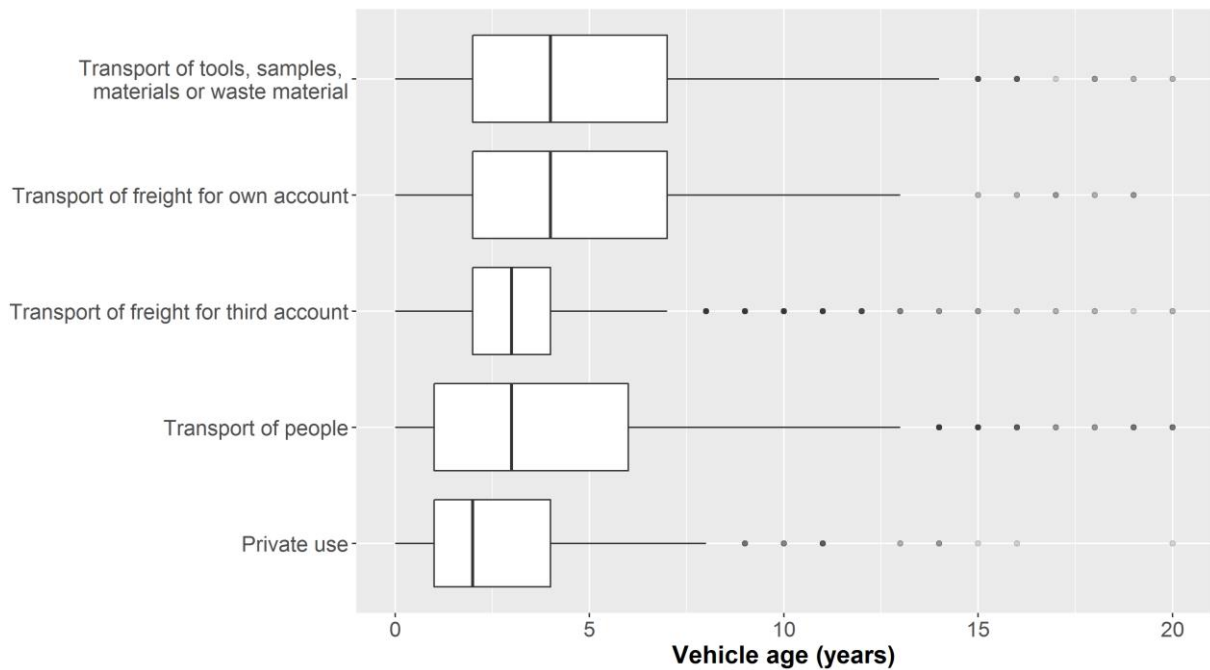 Transport of tools, samples,
materials or waste material
Transport of freight for own account
Transport of freight for third account
Transport of people
Private use
0 5 10 15 20
Vehicle age (years)